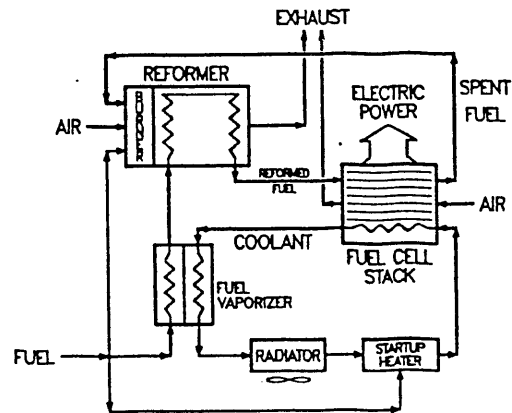 EXHAUST
REFORMER
BURNER
AIR
ELECTRIC
POWER
SPENT
FUEL
REFORMED
FUEL
AIR
COOLANT
FUEL CELL
STACK
FUEL
VAPORIZER
FUEL
RADIATOR
STARTUP
HEATER